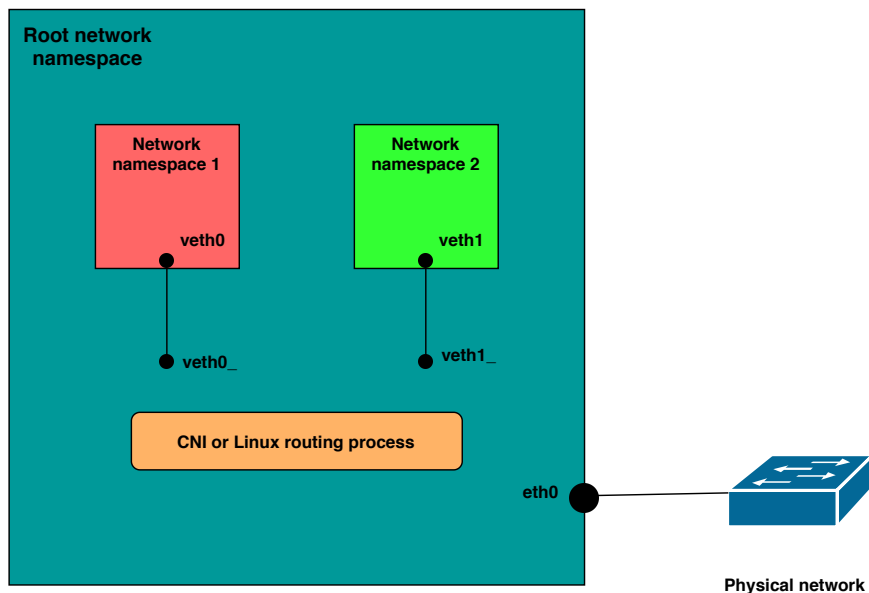 Root network
namespace
Network
namespace 1
Network
namespace 2
veth0
veth1
veth0_
veth1_
CNI or Linux routing process
eth0
Physical network